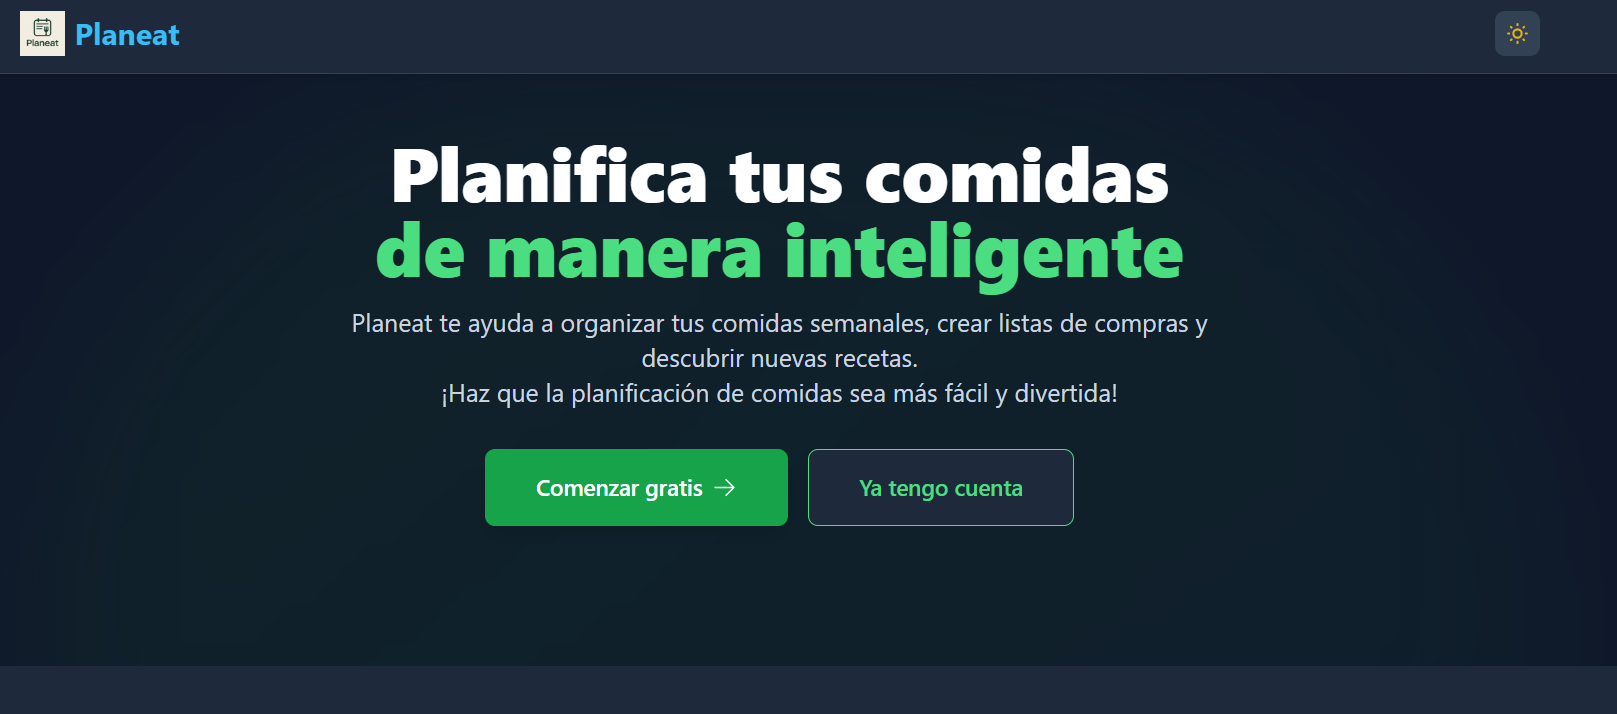 Planeat
Planeat
Planifica tus comidas
de manera inteligente
Planeat te ayuda a organizar tus comidas semanales, crear listas de compras y
descubrir nuevas recetas.
¡Haz que la planificación de comidas sea más fácil y divertida!
Comenzar gratis →
Ya tengo cuenta